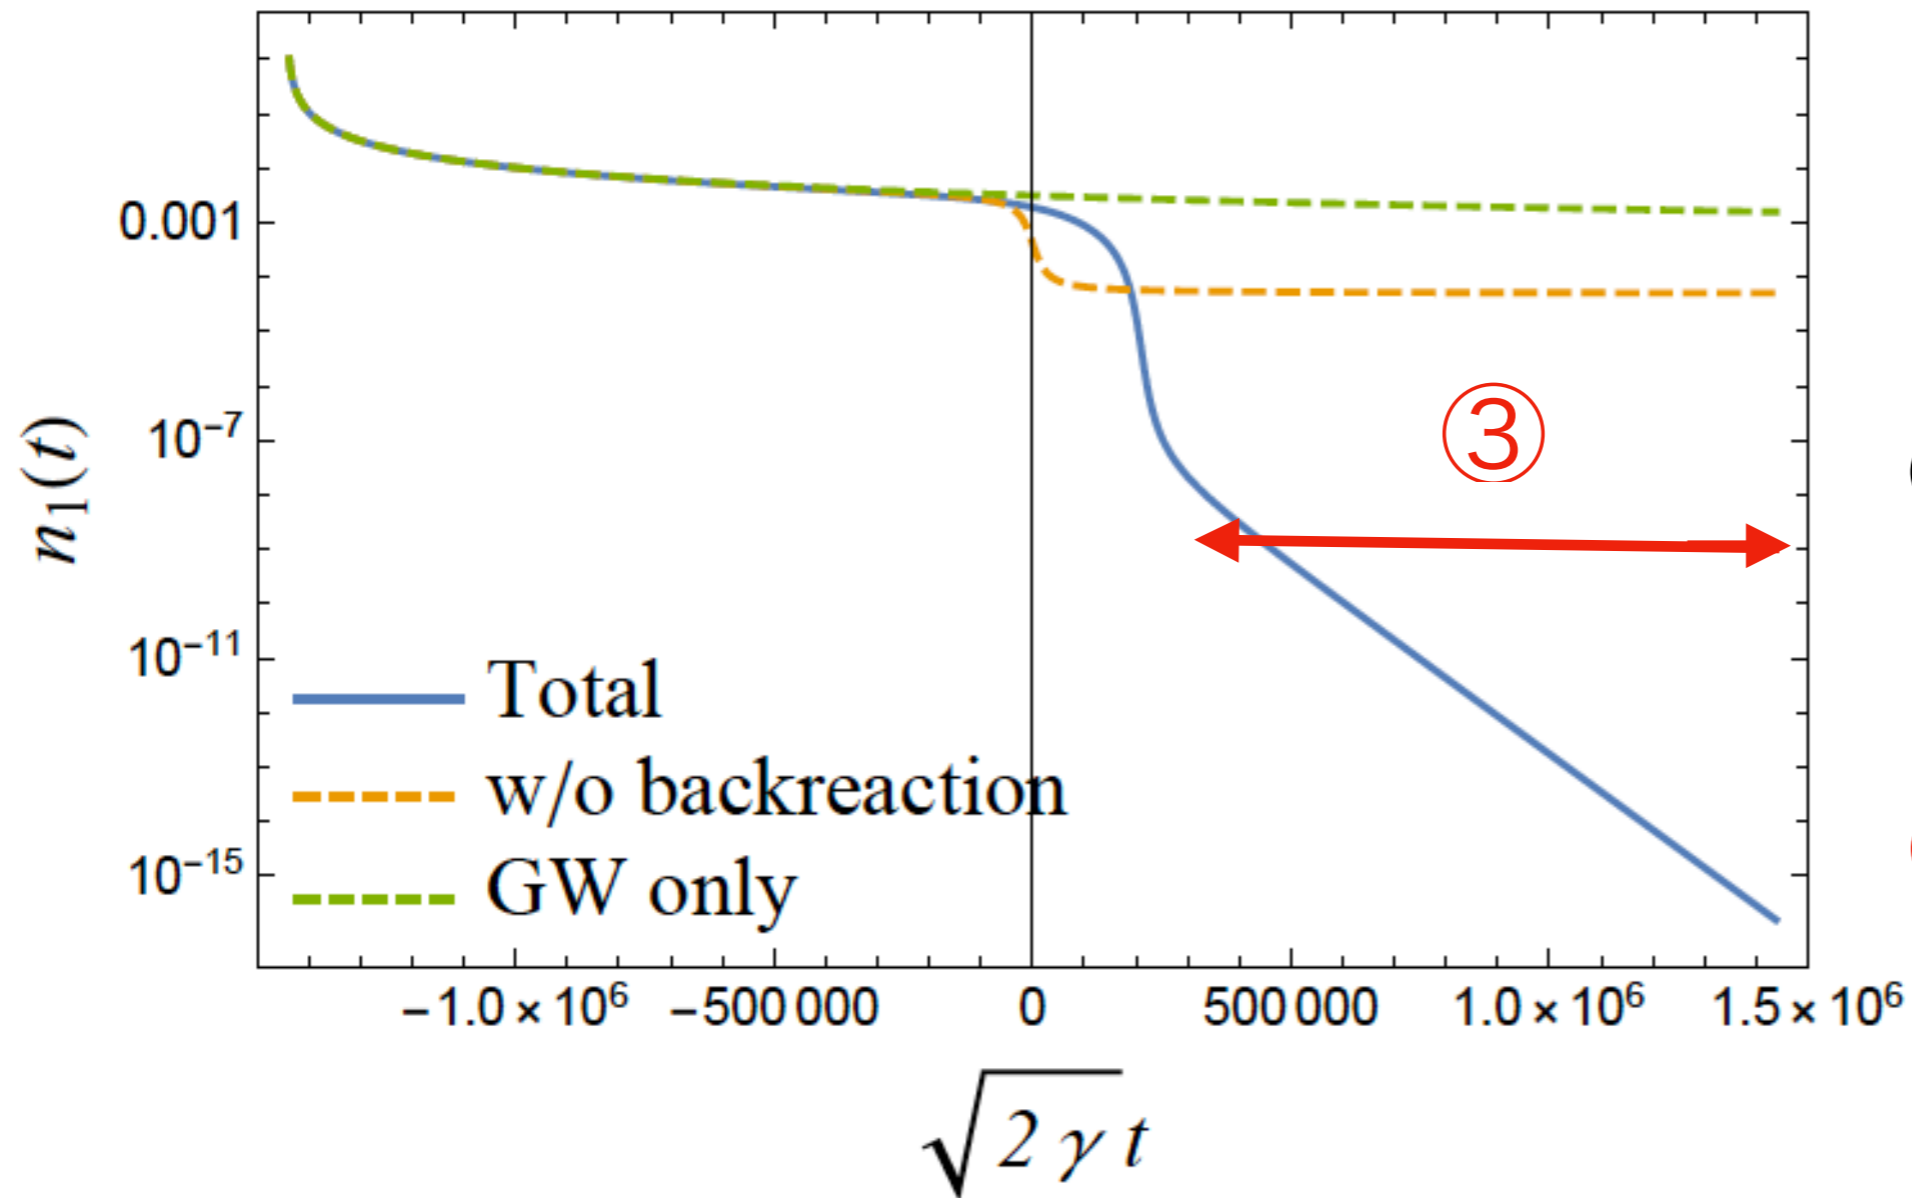 0.001
10⁻⁷
10⁻¹¹
10⁻¹⁵
n₁(t)
③
Total
w/o backreaction
GW only
−1.0×10⁶ −500000 0 500000 1.0×10⁶ 1.5×10⁶
√2γ t